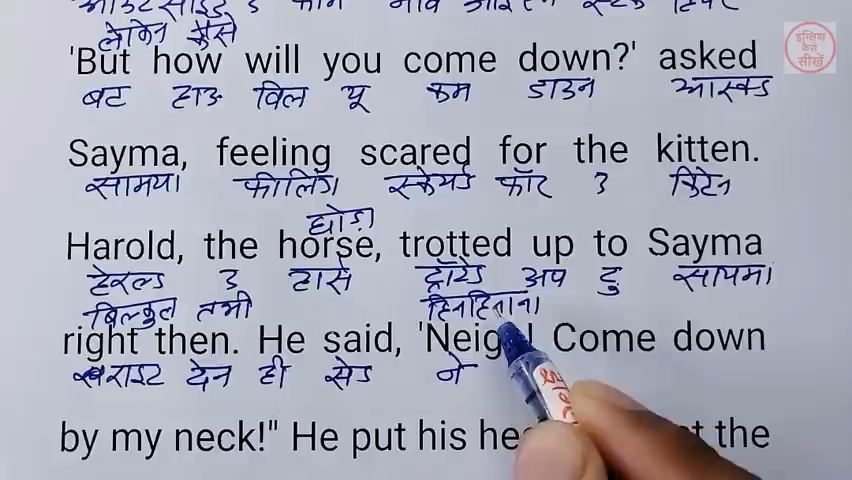 लेकिन कैसे
'But how will you come down?' asked
बट हाउ विल यू कम डाउन आस्क्ड
Sayma, feeling scared for the kitten.
सायमा फीलिंग स्केयर्ड फॉर द किटेन
घोड़ा
Harold, the horse, trotted up to Sayma
हेरल्ड द हार्स ट्रॉटेड अप टु सायमा
बिल्कुल तभी हिनहिनाना
right then. He said, 'Neig Come down
राइट देन ही सेड ने
by my neck!" He put his the
इंग्लिश कैसे सीखें